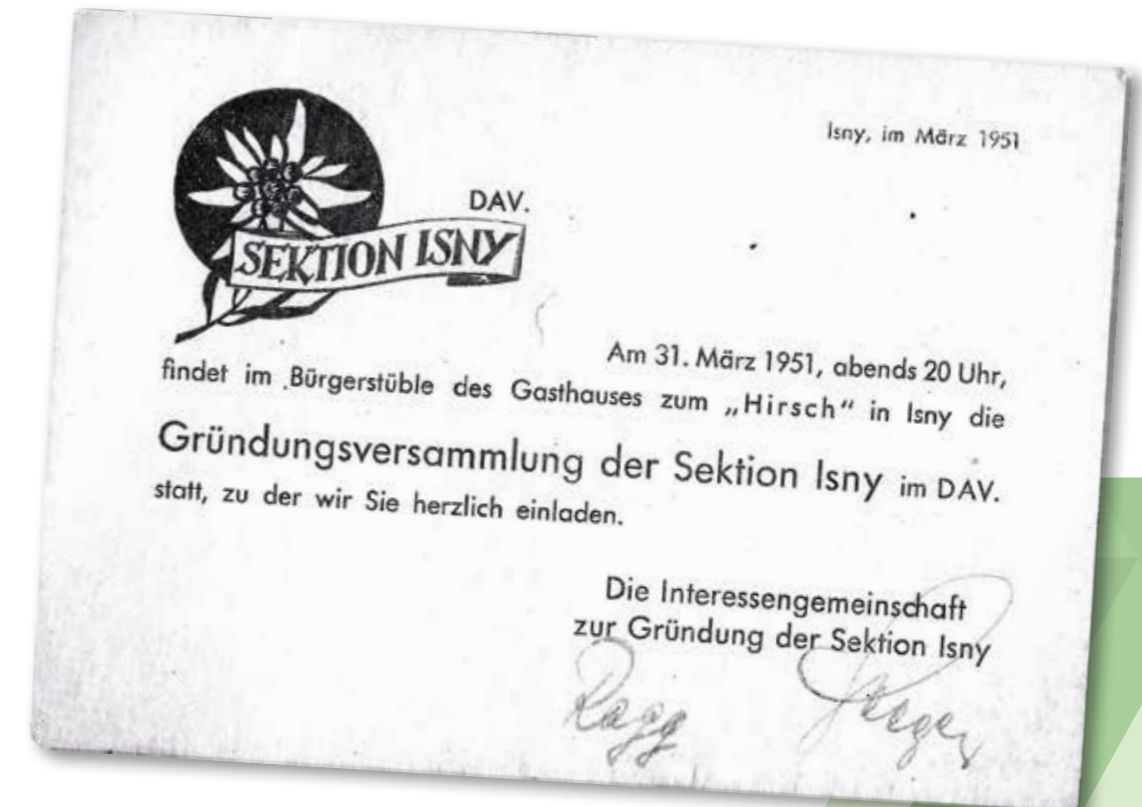 Isny, im März 1951
DAV.
SEKTION ISNY
Am 31. März 1951, abends 20 Uhr,
findet im Bürgerstüble des Gasthauses zum „Hirsch“ in Isny die
Gründungsversammlung der Sektion Isny im DAV.
statt, zu der wir Sie herzlich einladen.
Die Interessengemeinschaft
zur Gründung der Sektion Isny
Ragg